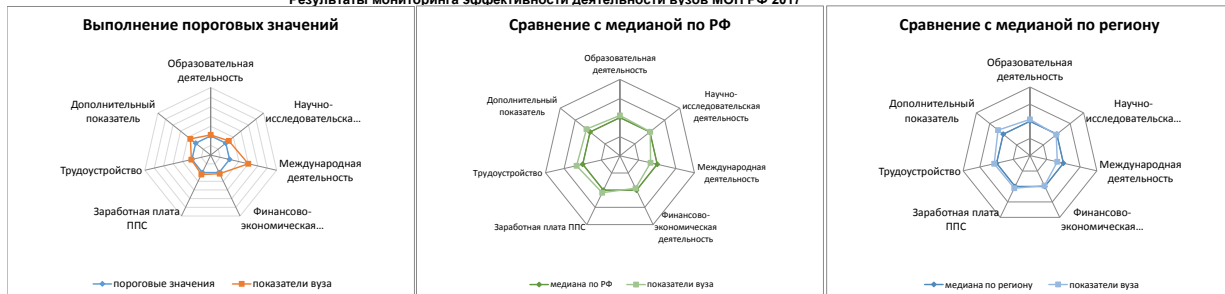 Результаты мониторинга эффективности деятельности вузов МОН РФ 2017
Выполнение пороговых значений
Образовательная
деятельность
Научно-
исследовательска...
Международная
деятельность
Финансово-
экономическая...
Заработная плата
ППС
Трудоустройство
Дополнительный
показатель
пороговые значения
показатели вуза
Сравнение с медианой по РФ
Образовательная
деятельность
Научно-
исследовательская
деятельность
Международная
деятельность
Финансово-
экономическая
деятельность
Заработная плата ППС
Трудоустройство
Дополнительный
показатель
медиана по РФ
показатели вуза
Сравнение с медианой по региону
Образовательная
деятельность
Научно-
исследовательска...
Международная
деятельность
Финансово-
экономическая...
Заработная плата
ППС
Трудоустройство
Дополнительный
показатель
медиана по региону
показатели вуза